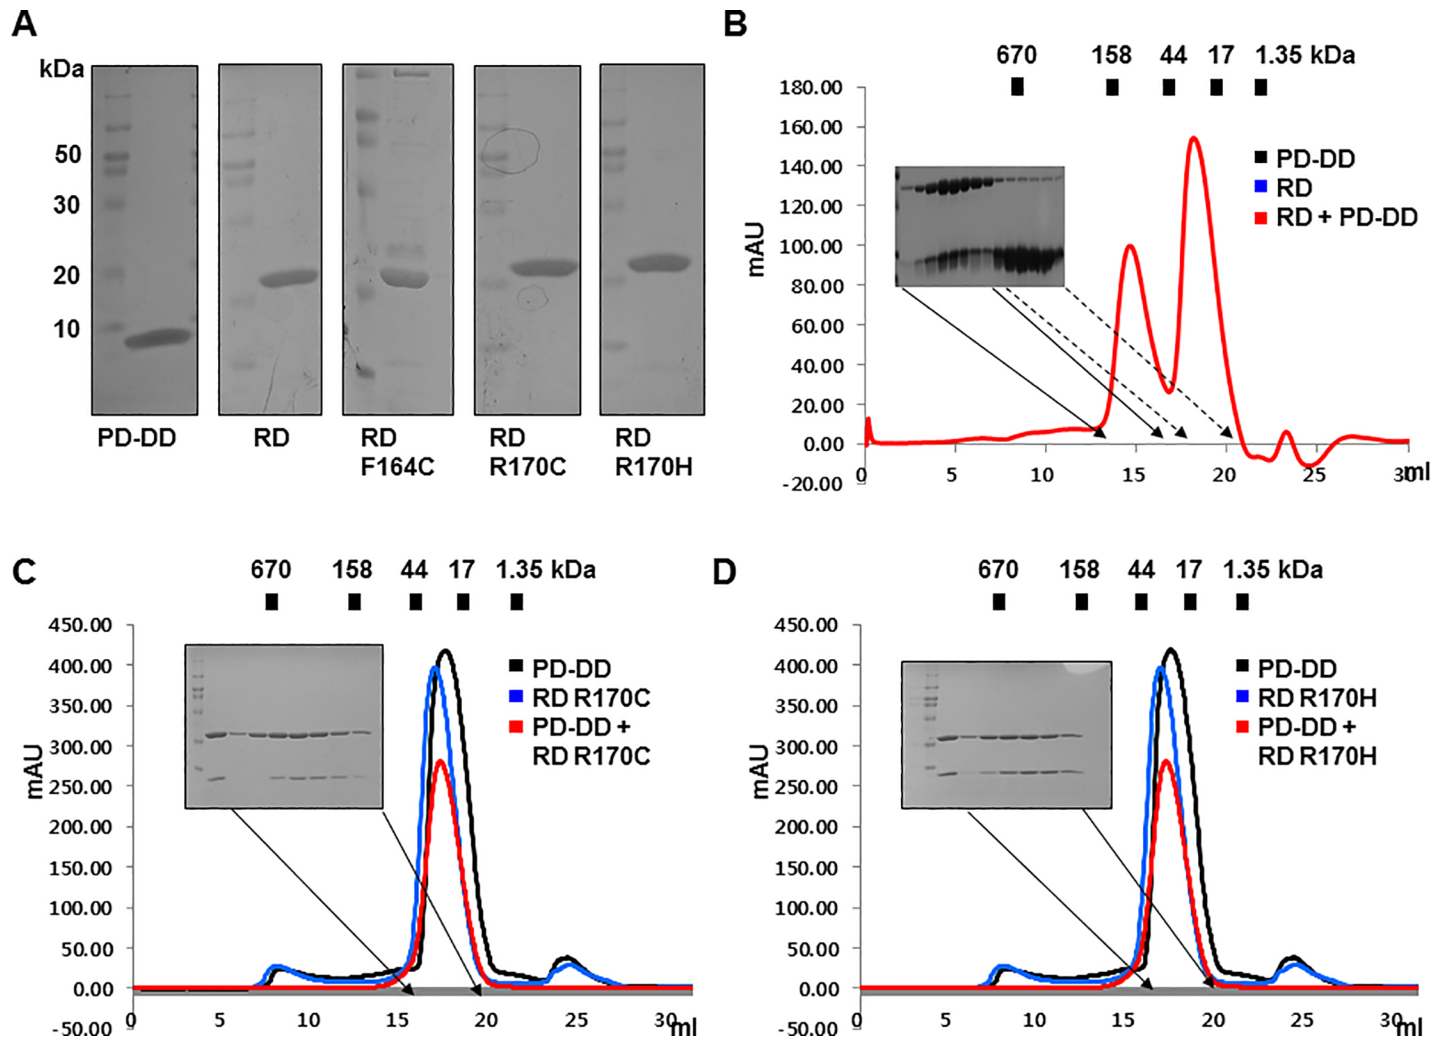 A
kDa
50
30
20
10
PD-DD
RD
RD
F164C
RD
R170C
RD
R170H
B
670 158 44 17 1.35 kDa
180.00
160.00
140.00
120.00
100.00
80.00
60.00
40.00
20.00
0.00
-20.00
mAU
PD-DD
RD
RD + PD-DD
0 5 10 15 20 25 30 ml
C
670 158 44 17 1.35 kDa
450.00
400.00
350.00
300.00
250.00
200.00
150.00
100.00
50.00
0.00
-50.00
mAU
PD-DD
RD R170C
PD-DD +
RD R170C
0 5 10 15 20 25 30 ml
D
670 158 44 17 1.35 kDa
450.00
400.00
350.00
300.00
250.00
200.00
150.00
100.00
50.00
0.00
-50.00
mAU
PD-DD
RD R170H
PD-DD +
RD R170H
0 5 10 15 20 25 30 ml